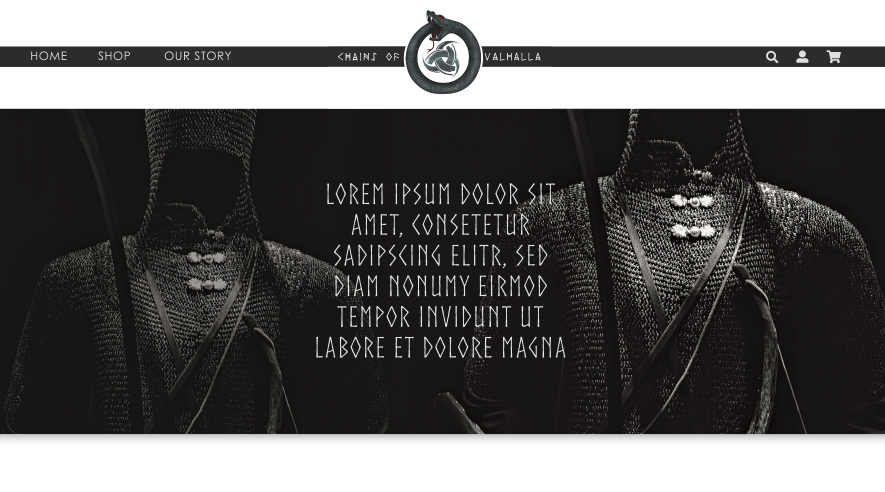 HOME SHOP OUR STORY CHAINS OF VALHALLA
LOREM IPSUM DOLOR SIT
AMET, CONSETETUR
SADIPSCING ELITR, SED
DIAM NONUMY EIRMOD
TEMPOR INVIDUNT UT
LABORE ET DOLORE MAGNA